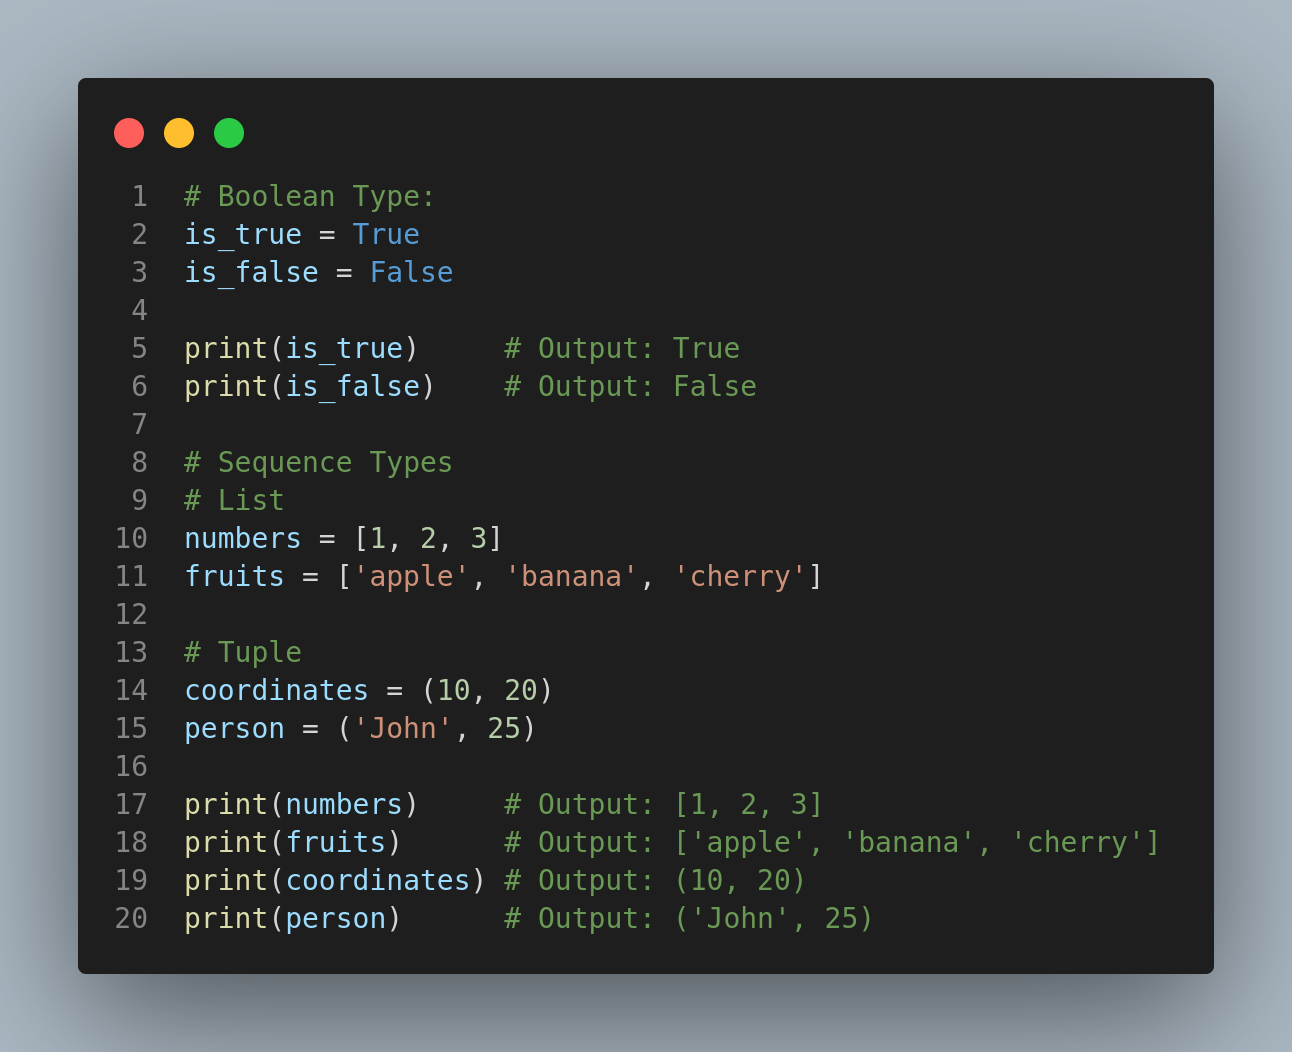 1 # Boolean Type:
2 is_true = True
3 is_false = False
4
5 print(is_true)     # Output: True
6 print(is_false)    # Output: False
7
8 # Sequence Types
9 # List
10 numbers = [1, 2, 3]
11 fruits = ['apple', 'banana', 'cherry']
12
13 # Tuple
14 coordinates = (10, 20)
15 person = ('John', 25)
16
17 print(numbers)     # Output: [1, 2, 3]
18 print(fruits)      # Output: ['apple', 'banana', 'cherry']
19 print(coordinates) # Output: (10, 20)
20 print(person)      # Output: ('John', 25)